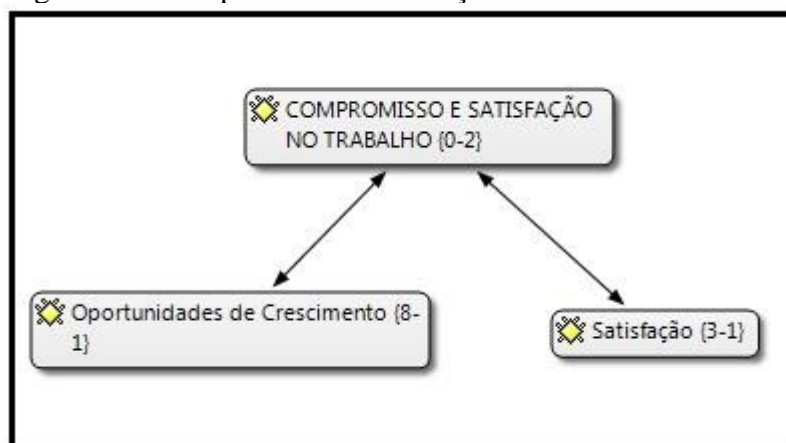 COMPROMISSO E SATISFAÇÃO
NO TRABALHO {0-2}
Oportunidades de Crescimento {8-
1}
Satisfação {3-1}